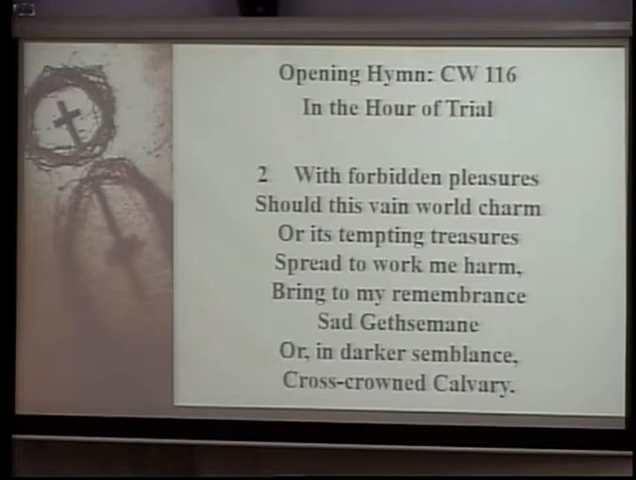 Opening Hymn: CW 116
In the Hour of Trial
2 With forbidden pleasures
Should this vain world charm
Or its tempting treasures
Spread to work me harm,
Bring to my remembrance
Sad Gethsemane
Or, in darker semblance,
Cross-crowned Calvary.